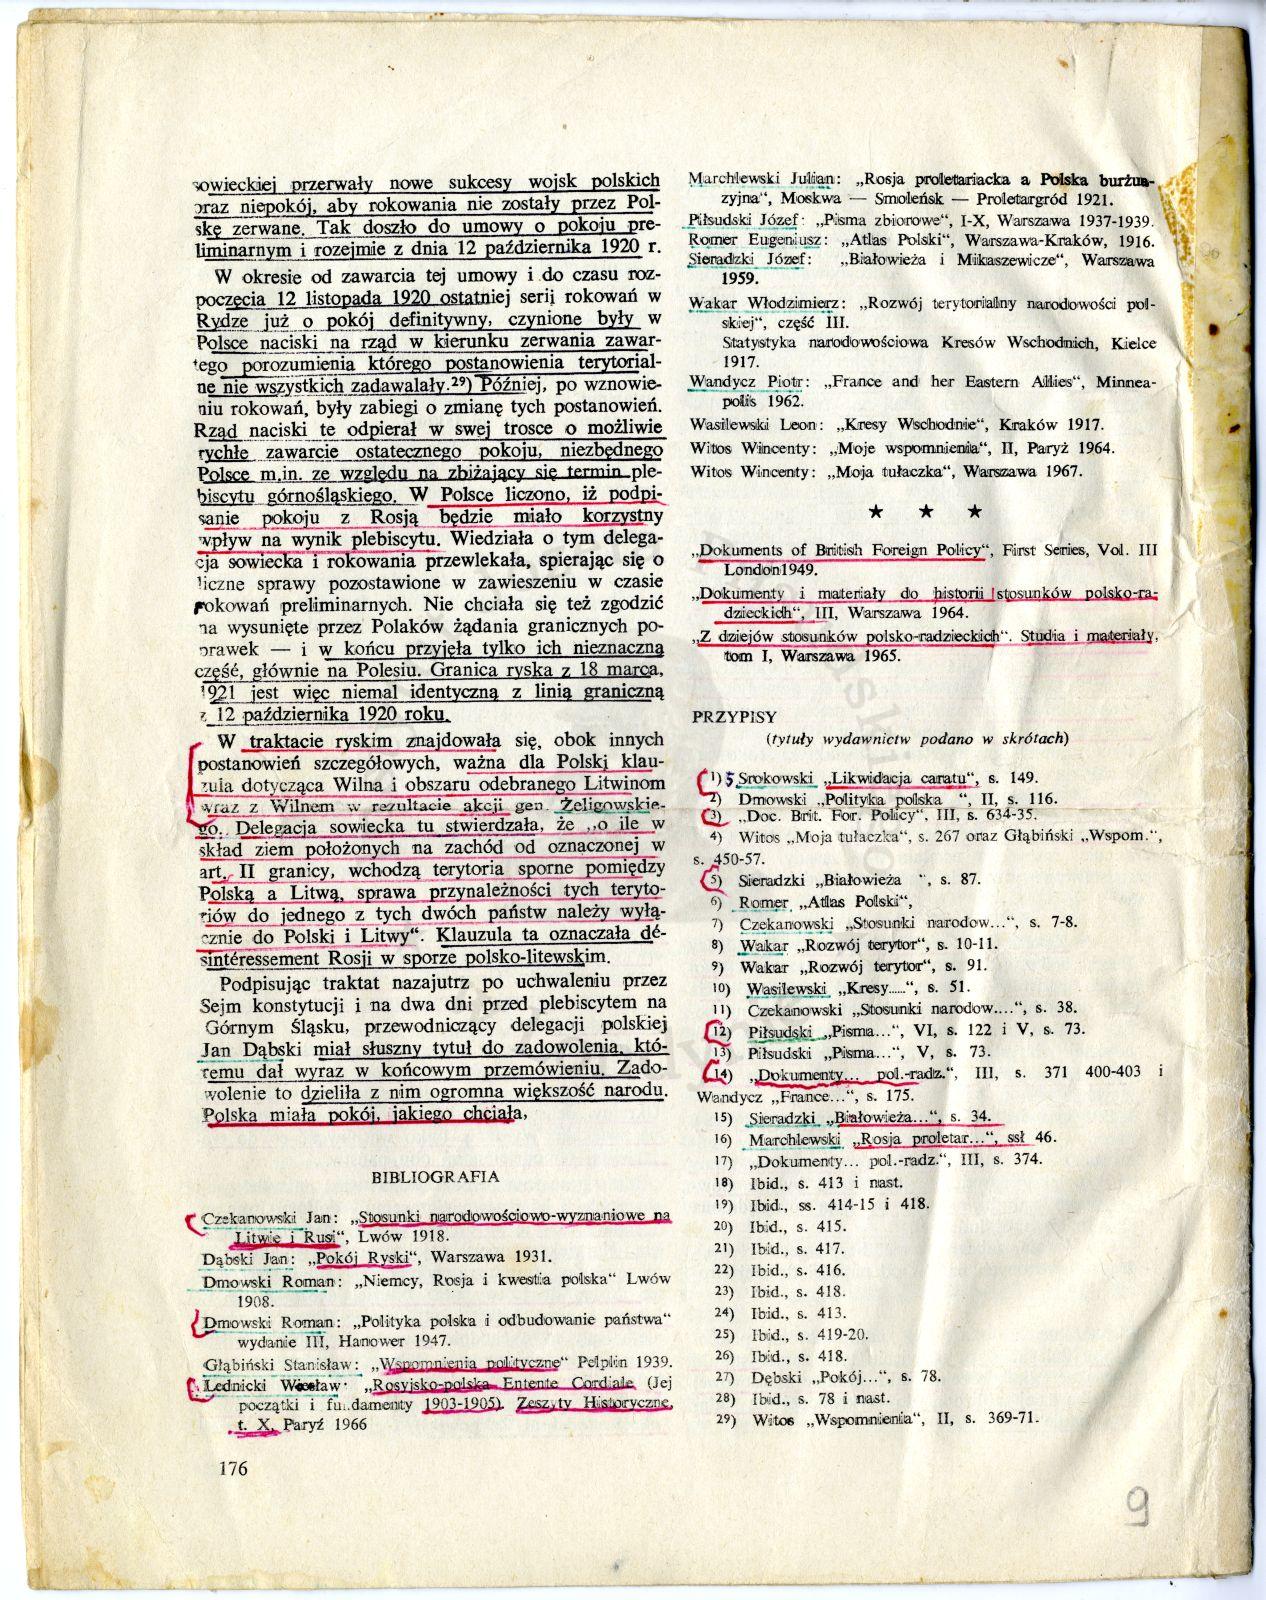 sowieckiej przerwały nowe sukcesy wojsk polskich
oraz niepokój, aby rokowania nie zostały przez Pol-
skę zerwane. Tak doszło do umowy o pokoju pre-
liminarnym i rozejmie z dnia 12 października 1920 r.
W okresie od zawarcia tej umowy i do czasu roz-
poczęcia 12 listopada 1920 ostatniej serii rokowań w
Rydze już o pokój definitywny, czynione były w
Polsce naciski na rząd w kierunku zerwania zawar-
tego porozumienia którego postanowienia terytorial-
ne nie wszystkich zadawalały.²⁹) Później, po wznowie-
niu rokowań, były zabiegi o zmianę tych postanowień.
Rząd naciski te odpierał w swej trosce o możliwie
rychłe zawarcie ostatecznego pokoju, niezbędnego
Polsce m.in. ze względu na zbiżający się termin ple-
biscytu górnośląskiego. W Polsce liczono, iż podpi-
sanie pokoju z Rosją będzie miało korzystny
wpływ na wynik plebiscytu. Wiedziała o tym delega-
cja sowiecka i rokowania przewlekała, spierając się o
liczne sprawy pozostawione w zawieszeniu w czasie
rokowań preliminarnych. Nie chciała się też zgodzić
na wysunięte przez Polaków żądania granicznych po-
prawek — i w końcu przyjęła tylko ich nieznaczną
część, głównie na Polesiu. Granica ryska z 18 marca,
1921 jest więc niemal identyczną z linią graniczną
z 12 października 1920 roku.
W traktacie ryskim znajdowała się, obok innych
postanowień szczegółowych, ważna dla Polski klau-
zula dotycząca Wilna i obszaru odebranego Litwinom
wraz z Wilnem w rezultacie akcji gen. Żeligowskie-
go. Delegacja sowiecka tu stwierdzała, że „o ile w
skład ziem położonych na zachód od oznaczonej w
art. II granicy, wchodzą terytoria sporne pomiędzy
Polską a Litwą, sprawa przynależności tych teryto-
riów do jednego z tych dwóch państw należy wyłą-
cznie do Polski i Litwy“. Klauzula ta oznaczała dé-
sintéressement Rosji w sporze polsko-litewskim.
Podpisując traktat nazajutrz po uchwaleniu przez
Sejm konstytucji i na dwa dni przed plebiscytem na
Górnym Śląsku, przewodniczący delegacji polskiej
Jan Dąbski miał słuszny tytuł do zadowolenia, któ-
remu dał wyraz w końcowym przemówieniu. Zado-
wolenie to dzieliła z nim ogromna większość narodu.
Polska miała pokój, jakiego chciała,
BIBLIOGRAFIA
Czekanowski Jan: „Stosunki narodowościowo-wyznaniowe na
Litwie i Rusi“, Lwów 1918.
Dąbski Jan: „Pokój Ryski“, Warszawa 1931.
Dmowski Roman: „Niemcy, Rosja i kwestia polska“ Lwów
1908.
Dmowski Roman: „Polityka polska i odbudowanie państwa“
wydanie III, Hanower 1947.
Głąbiński Stanisław: „Wspomnienia polityczne“ Pelplin 1939.
Lednicki Wacław: „Rosyjsko-polska Entente Cordiale (Jej
początki i fundamenty 1903-1905). Zeszyty Historyczne,
t. X, Paryż 1966
176
Marchlewski Julian: „Rosja proletariacka a Polska burżua-
zyjna“, Moskwa — Smoleńsk — Proletargród 1921.
Piłsudski Józef: „Pisma zbiorowe“, I-X, Warszawa 1937-1939.
Romer Eugeniusz: „Atlas Polski“, Warszawa-Kraków, 1916.
Sieradzki Józef: „Białowieża i Mikaszewicze“, Warszawa
1959.
Wakar Włodzimierz: „Rozwój terytorialny narodowości pol-
skiej“, część III.
Statystyka narodowościowa Kresów Wschodnich, Kielce
1917.
Wandycz Piotr: „France and her Eastern Allies“, Minnea-
polis 1962.
Wasilewski Leon: „Kresy Wschodnie“, Kraków 1917.
Witos Wincenty: „Moje wspomnienia“, II, Paryż 1964.
Witos Wincenty: „Moja tułaczka“, Warszawa 1967.
★ ★ ★
„Dokuments of British Foreign Policy“, First Series, Vol. III
London 1949.
„Dokumenty i materiały do historii stosunków polsko-ra-
dzieckich“, III, Warszawa 1964.
„Z dziejów stosunków polsko-radzieckich“. Studia i materiały,
tom I, Warszawa 1965.
PRZYPISY
(tytuły wydawnictw podano w skrótach)
1) Srokowski „Likwidacja caratu“, s. 149.
2) Dmowski „Polityka polska “, II, s. 116.
3) „Doc. Brit. For. Policy“, III, s. 634-35.
4) Witos „Moja tułaczka“, s. 267 oraz Głąbiński „Wspom.“,
s. 450-57.
5) Sieradzki „Białowieża “, s. 87.
6) Romer „Atlas Polski“,
7) Czekanowski „Stosunki narodow...“, s. 7-8.
8) Wakar „Rozwój terytor“, s. 10-11.
9) Wakar „Rozwój terytor“, s. 91.
10) Wasilewski „Kresy.....“, s. 51.
11) Czekanowski „Stosunki narodow....“, s. 38.
12) Piłsudski „Pisma...“, VI, s. 122 i V, s. 73.
13) Piłsudski „Pisma...“, V, s. 73.
14) „Dokumenty... pol.-radz.“, III, s. 371 400-403 i
Wandycz „France...“, s. 175.
15) Sieradzki „Białowieża...“, s. 34.
16) Marchlewski „Rosja proletar...“, ssł 46.
17) „Dokumenty... pol.-radz.“, III, s. 374.
18) Ibid., s. 413 i nast.
19) Ibid., ss. 414-15 i 418.
20) Ibid., s. 415.
21) Ibid., s. 417.
22) Ibid., s. 416.
23) Ibid., s. 418.
24) Ibid., s. 413.
25) Ibid., s. 419-20.
26) Ibid., s. 418.
27) Dębski „Pokój...“, s. 78.
28) Ibid., s. 78 i nast.
29) Witos „Wspomnienia“, II, s. 369-71.
9